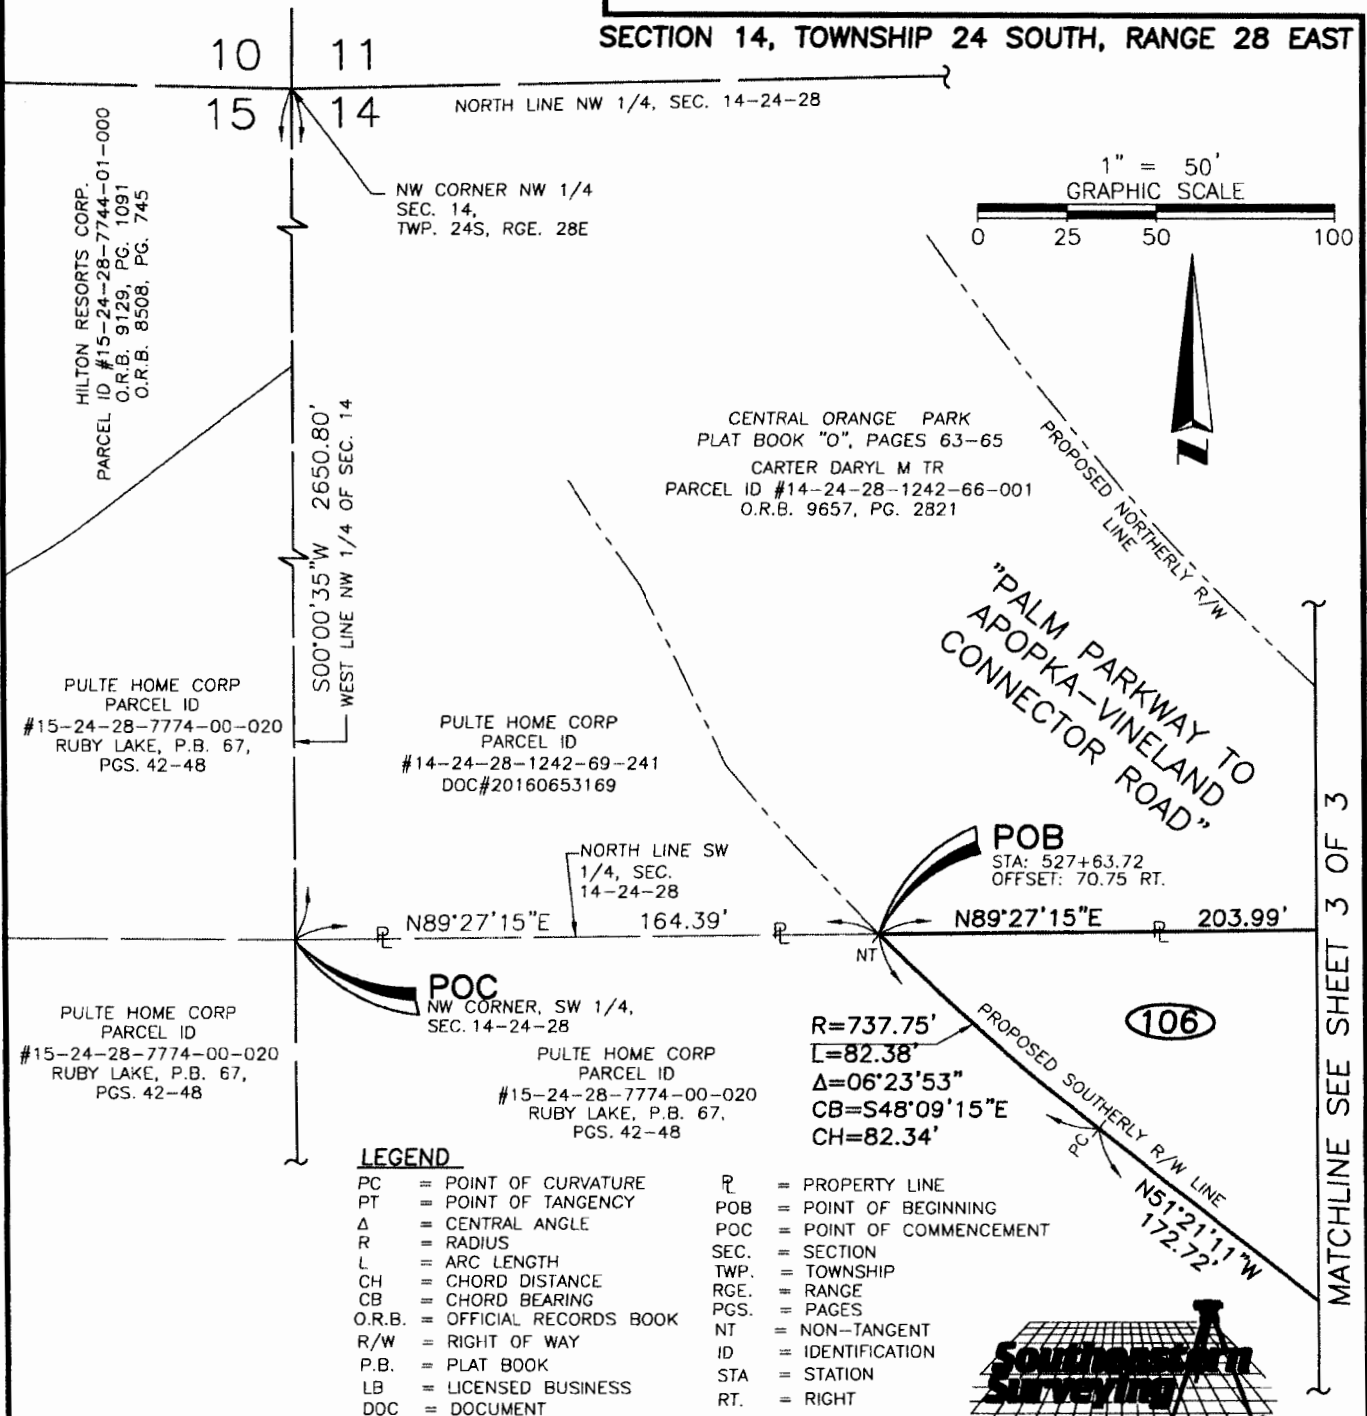 SECTION 14, TOWNSHIP 24 SOUTH, RANGE 28 EAST
10 11
15 14
NORTH LINE NW 1/4, SEC. 14-24-28
NW CORNER NW 1/4
SEC. 14,
TWP. 24S, RGE. 28E
1" = 50'
GRAPHIC SCALE
0 25 50 100
HILTON RESORTS CORP.
PARCEL ID #15-24-28-7744-01-000
O.R.B. 9129, PG. 1091
O.R.B. 8508, PG. 745
S00°00'35"W 2650.80'
WEST LINE NW 1/4 OF SEC. 14
CENTRAL ORANGE PARK
PLAT BOOK "O", PAGES 63-65
CARTER DARYL M TR
PARCEL ID #14-24-28-1242-66-001
O.R.B. 9657, PG. 2821
PROPOSED NORTHERLY R/W
LINE
"PALM PARKWAY TO
APOPKA-VINELAND
CONNECTOR ROAD"
PULTE HOME CORP
PARCEL ID
#15-24-28-7774-00-020
RUBY LAKE, P.B. 67,
PGS. 42-48
PULTE HOME CORP
PARCEL ID
#14-24-28-1242-69-241
DOC#20160653169
NORTH LINE SW
1/4, SEC.
14-24-28
POB
STA: 527+63.72
OFFSET: 70.75 RT.
N89°27'15"E 164.39'
N89°27'15"E 203.99'
NT
POC
NW CORNER, SW 1/4,
SEC. 14-24-28
PULTE HOME CORP
PARCEL ID
#15-24-28-7774-00-020
RUBY LAKE, P.B. 67,
PGS. 42-48
PULTE HOME CORP
PARCEL ID
#15-24-28-7774-00-020
RUBY LAKE, P.B. 67,
PGS. 42-48
R=737.75'
L=82.38'
Δ=06°23'53"
CB=S48°09'15"E
CH=82.34'
PROPOSED SOUTHERLY R/W LINE
106
PC
N51°21'11"W
172.72'
MATCHLINE SEE SHEET 3 OF 3
LEGEND
PC = POINT OF CURVATURE
PT = POINT OF TANGENCY
Δ = CENTRAL ANGLE
R = RADIUS
L = ARC LENGTH
CH = CHORD DISTANCE
CB = CHORD BEARING
O.R.B. = OFFICIAL RECORDS BOOK
R/W = RIGHT OF WAY
P.B. = PLAT BOOK
LB = LICENSED BUSINESS
DOC = DOCUMENT
PL = PROPERTY LINE
POB = POINT OF BEGINNING
POC = POINT OF COMMENCEMENT
SEC. = SECTION
TWP. = TOWNSHIP
RGE. = RANGE
PGS. = PAGES
NT = NON-TANGENT
ID = IDENTIFICATION
STA = STATION
RT. = RIGHT
Southeastern
Surveying